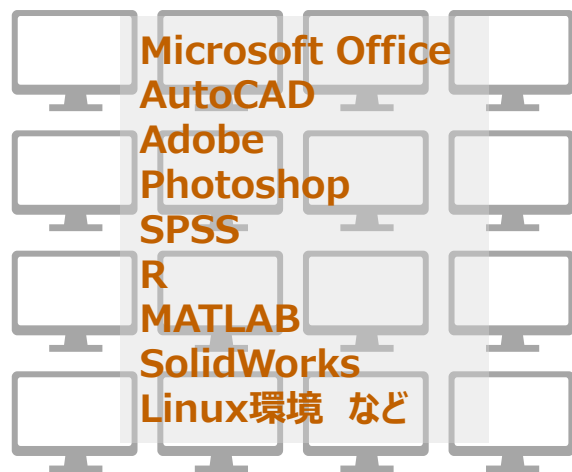 Microsoft Office
AutoCAD
Adobe
Photoshop
SPSS
R
MATLAB
SolidWorks
Linux環境 など